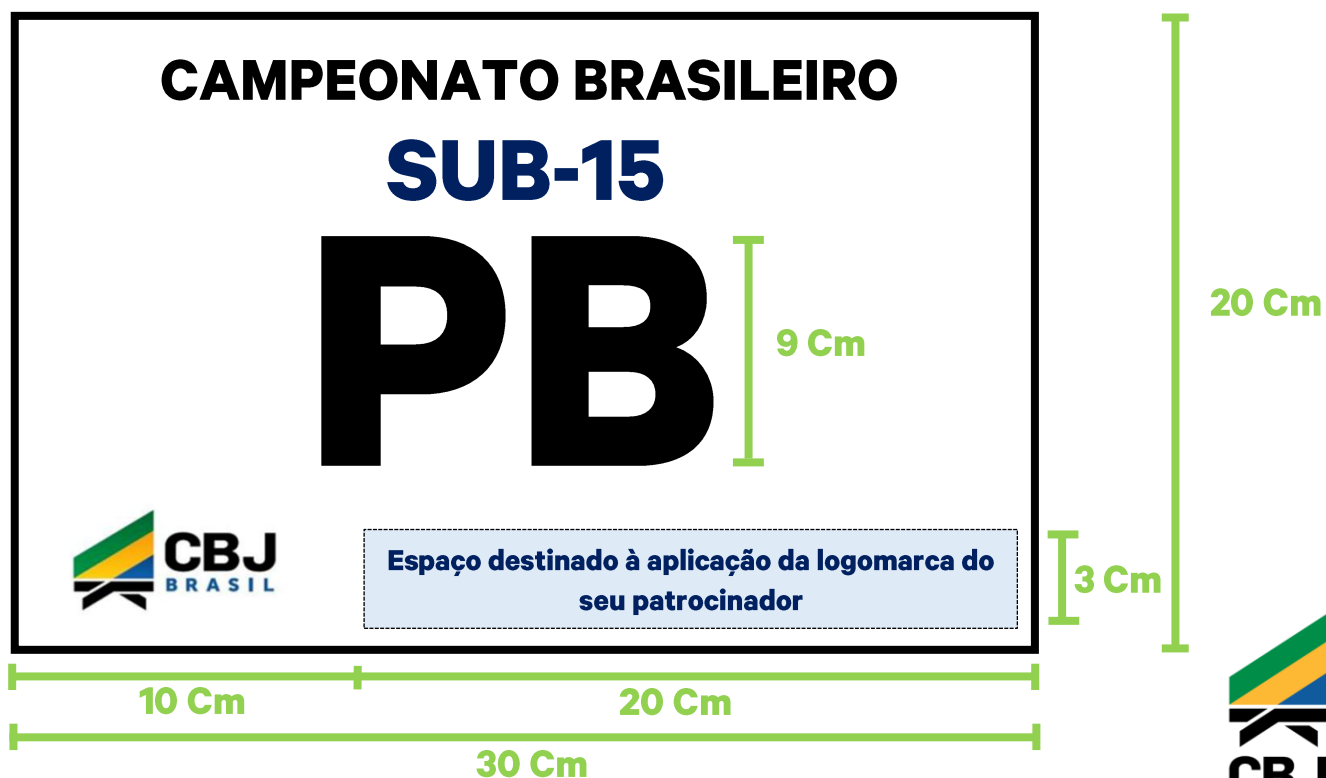 CAMPEONATO BRASILEIRO
SUB-15
PB
9 Cm
20 Cm
CBJ
BRASIL
Espaço destinado à aplicação da logomarca do
seu patrocinador
3 Cm
10 Cm
20 Cm
30 Cm